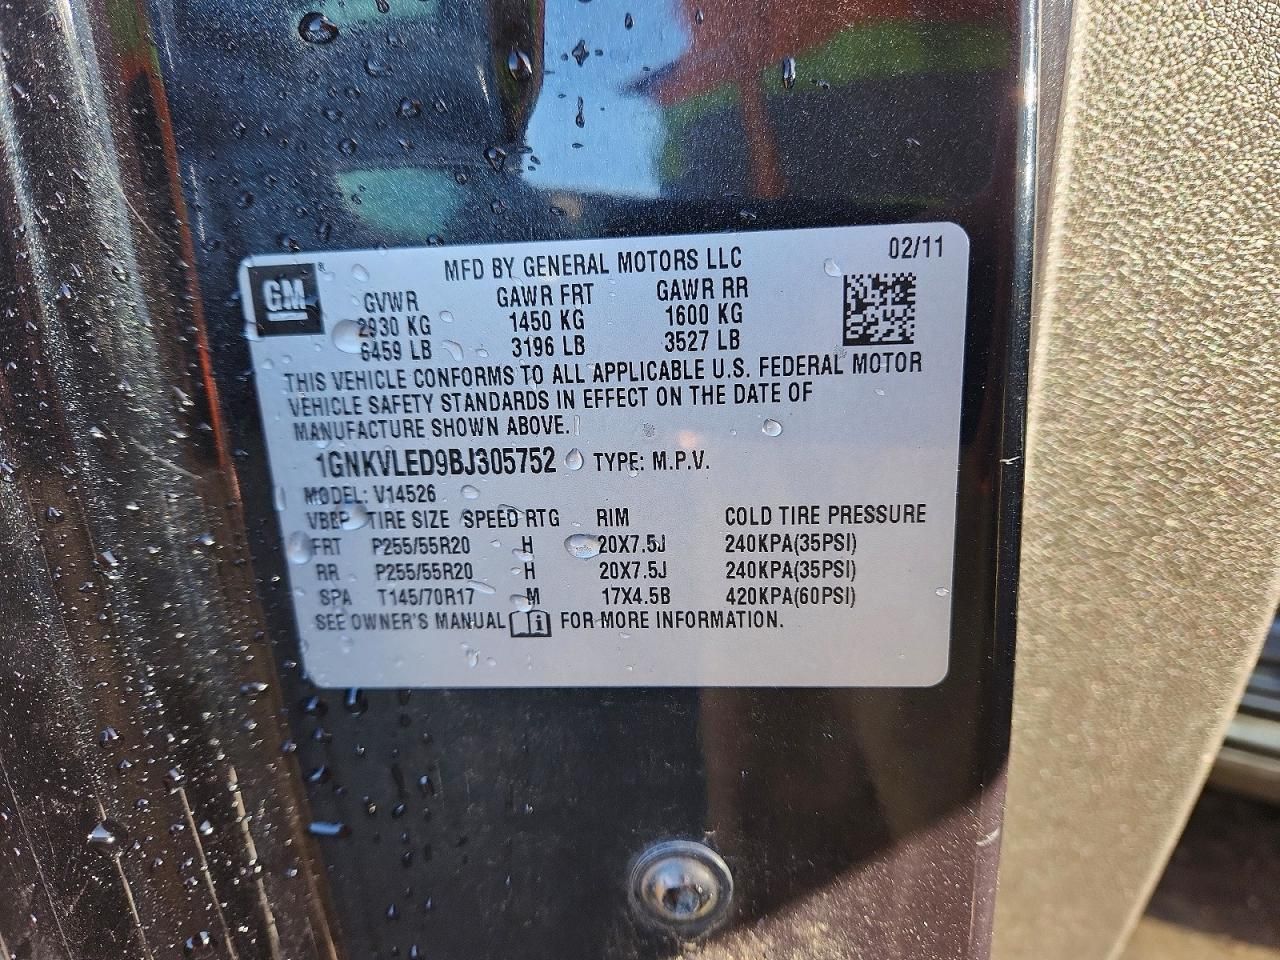 MFD BY GENERAL MOTORS LLC 02/11
GM
GVWR GAWR FRT GAWR RR
2930 KG 1450 KG 1600 KG
6459 LB 3196 LB 3527 LB
THIS VEHICLE CONFORMS TO ALL APPLICABLE U.S. FEDERAL MOTOR
VEHICLE SAFETY STANDARDS IN EFFECT ON THE DATE OF
MANUFACTURE SHOWN ABOVE.
1GNKVLED9BJ305752 TYPE: M.P.V.
MODEL: V14526
VBEP TIRE SIZE SPEED RTG RIM COLD TIRE PRESSURE
FRT P255/55R20 H 20X7.5J 240KPA(35PSI)
RR P255/55R20 H 20X7.5J 240KPA(35PSI)
SPA T145/70R17 M 17X4.5B 420KPA(60PSI)
SEE OWNER'S MANUAL i FOR MORE INFORMATION.